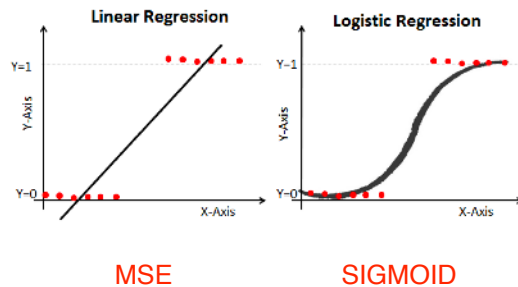 Linear Regression
Y=1
Y-Axis
Y=0
X-Axis
MSE
Logistic Regression
Y=1
Y-Axis
Y=0
X-Axis
SIGMOID